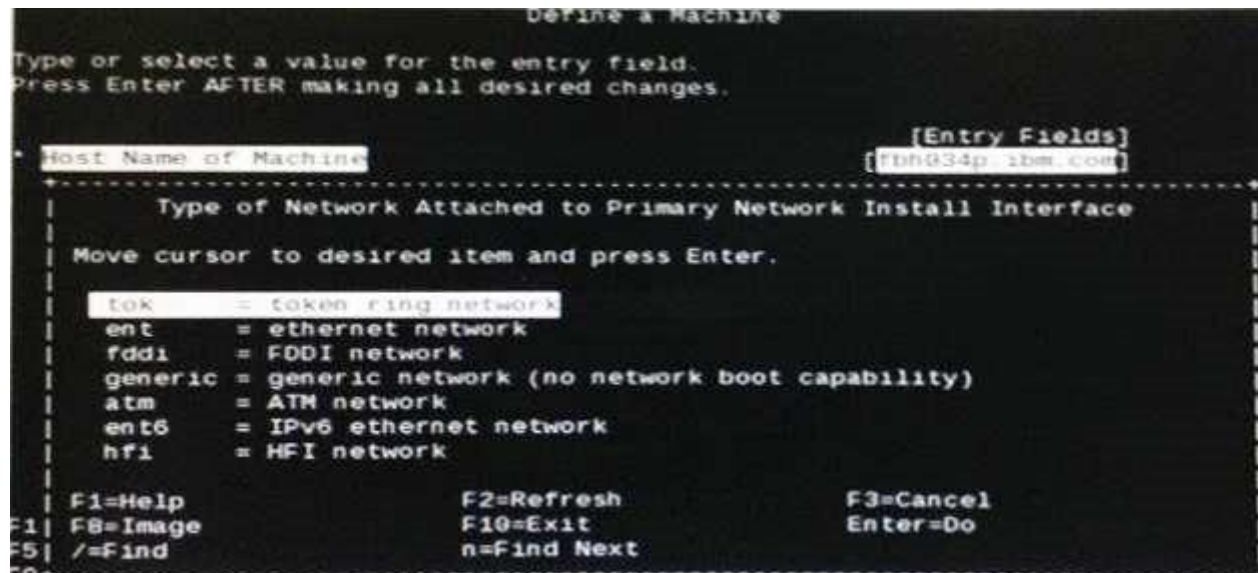 Define a Machine
Type or select a value for the entry field.
Press Enter AFTER making all desired changes.
[Entry Fields]
* Host Name of Machine [fbh034p.ibm.com]
Type of Network Attached to Primary Network Install Interface
Move cursor to desired item and press Enter.
tok = token ring network
ent = ethernet network
fddi = FDDI network
generic = generic network (no network boot capability)
atm = ATM network
ent6 = IPv6 ethernet network
hfi = HFI network
F1=Help F2=Refresh F3=Cancel
F1 F8=Image F10=Exit Enter=Do
F5 /=Find n=Find Next